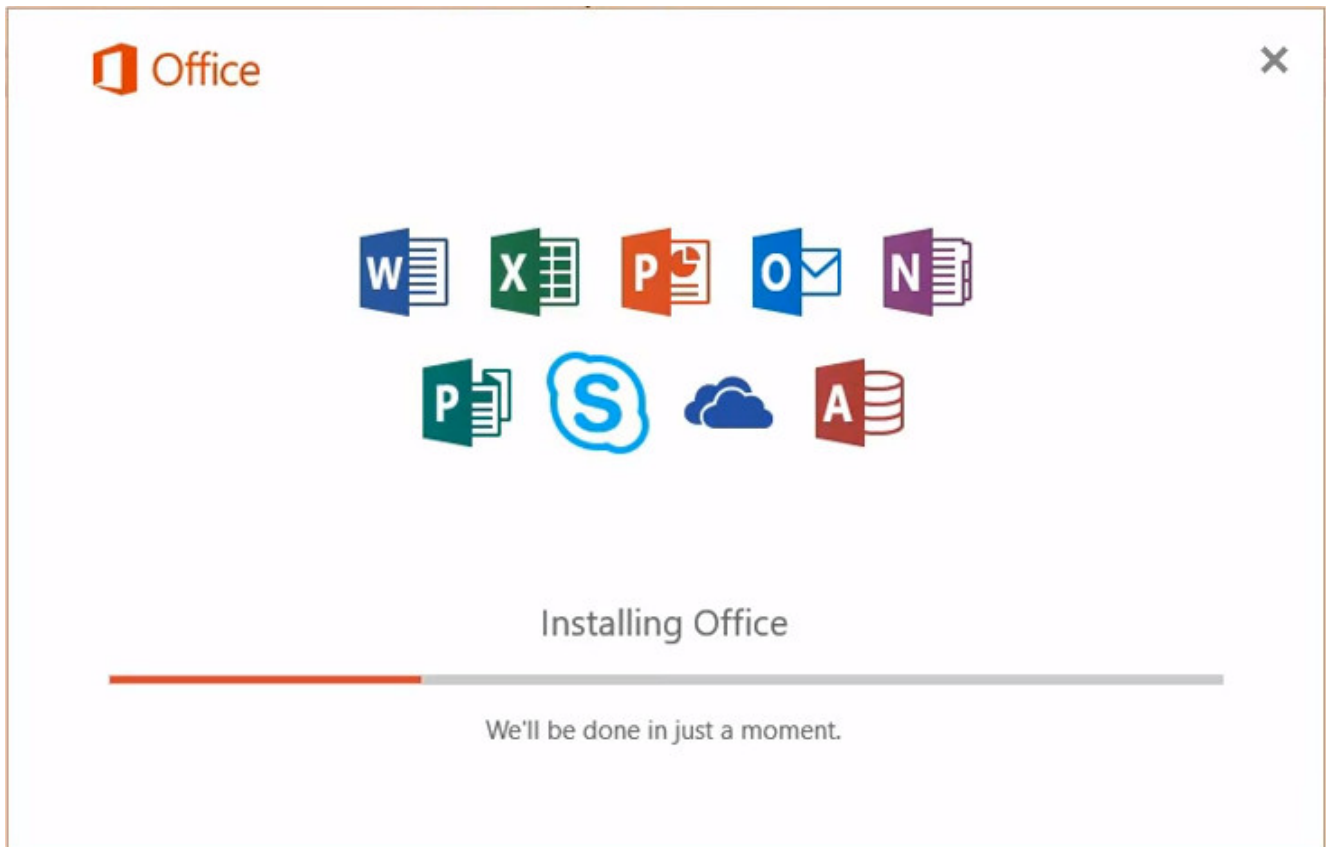 Office
W X P O N
P S A
Installing Office
We'll be done in just a moment.